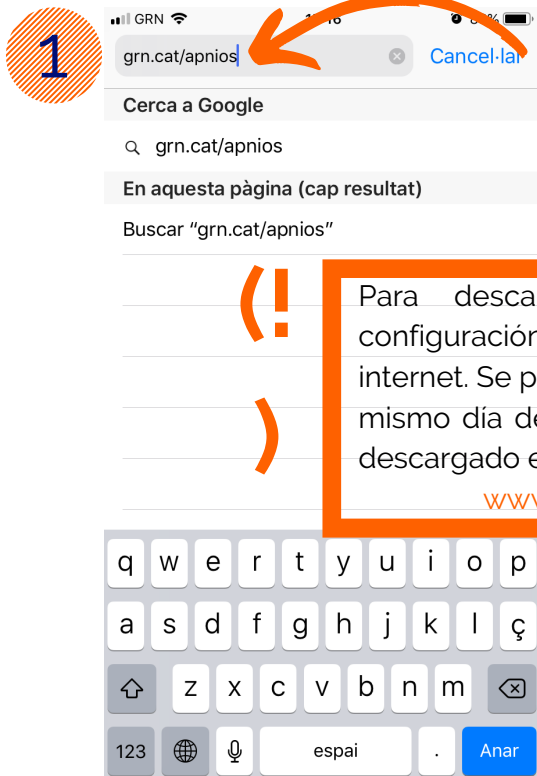 1
GRN
grn.cat/apnios
Cancel·lar
Cerca a Google
grn.cat/apnios
En aquesta pàgina (cap resultat)
Buscar “grn.cat/apnios”
(!
)
Para
configuración
internet. Se
mismo día
descargado
q w e r t y u i o p
a s d f g h j k l ç
z x c v b n m
123 espai . Anar